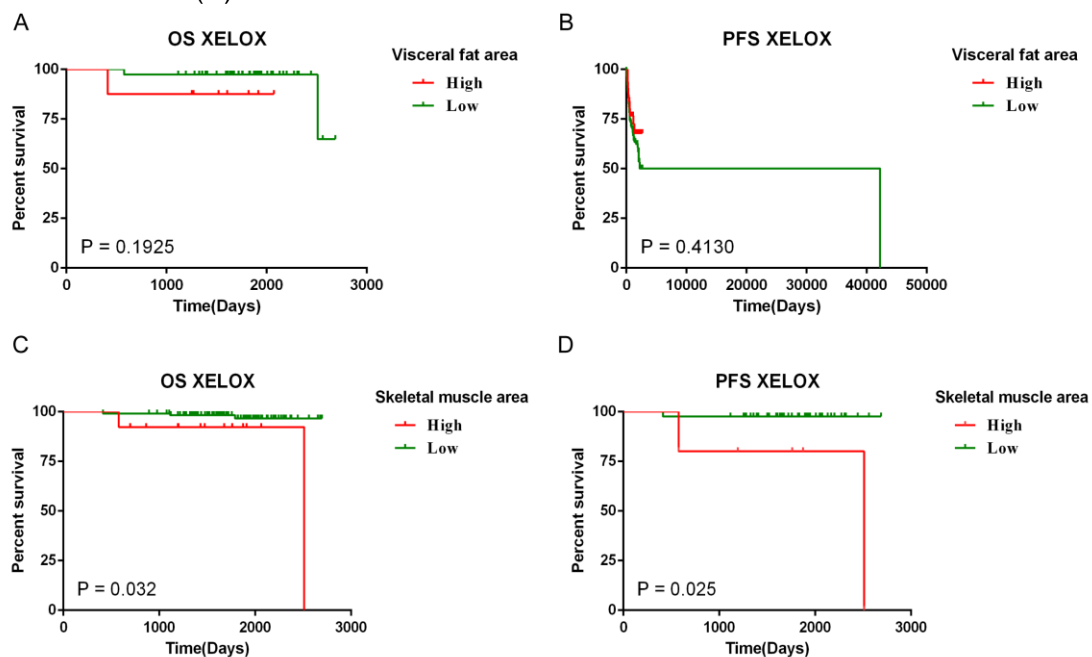 A
OS XELOX
Visceral fat area
High
Low
Percent survival
100
75
50
25
0
P = 0.1925
0 1000 2000 3000
Time(Days)
B
PFS XELOX
Visceral fat area
High
Low
Percent survival
100
75
50
25
0
P = 0.4130
0 10000 20000 30000 40000 50000
Time(Days)
C
OS XELOX
Skeletal muscle area
High
Low
Percent survival
100
75
50
25
0
P = 0.032
0 1000 2000 3000
Time(Days)
D
PFS XELOX
Skeletal muscle area
High
Low
Percent survival
100
75
50
25
0
P = 0.025
0 1000 2000 3000
Time(Days)